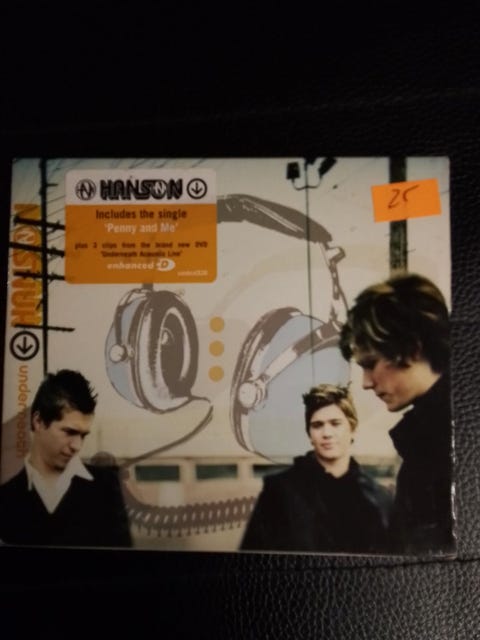 HANSON
Includes the single
'Penny and Me'
plus 3 clips from the brand new DVD
'Underneath Acoustic Live'
enhanced CD
25
HANSON
underneath